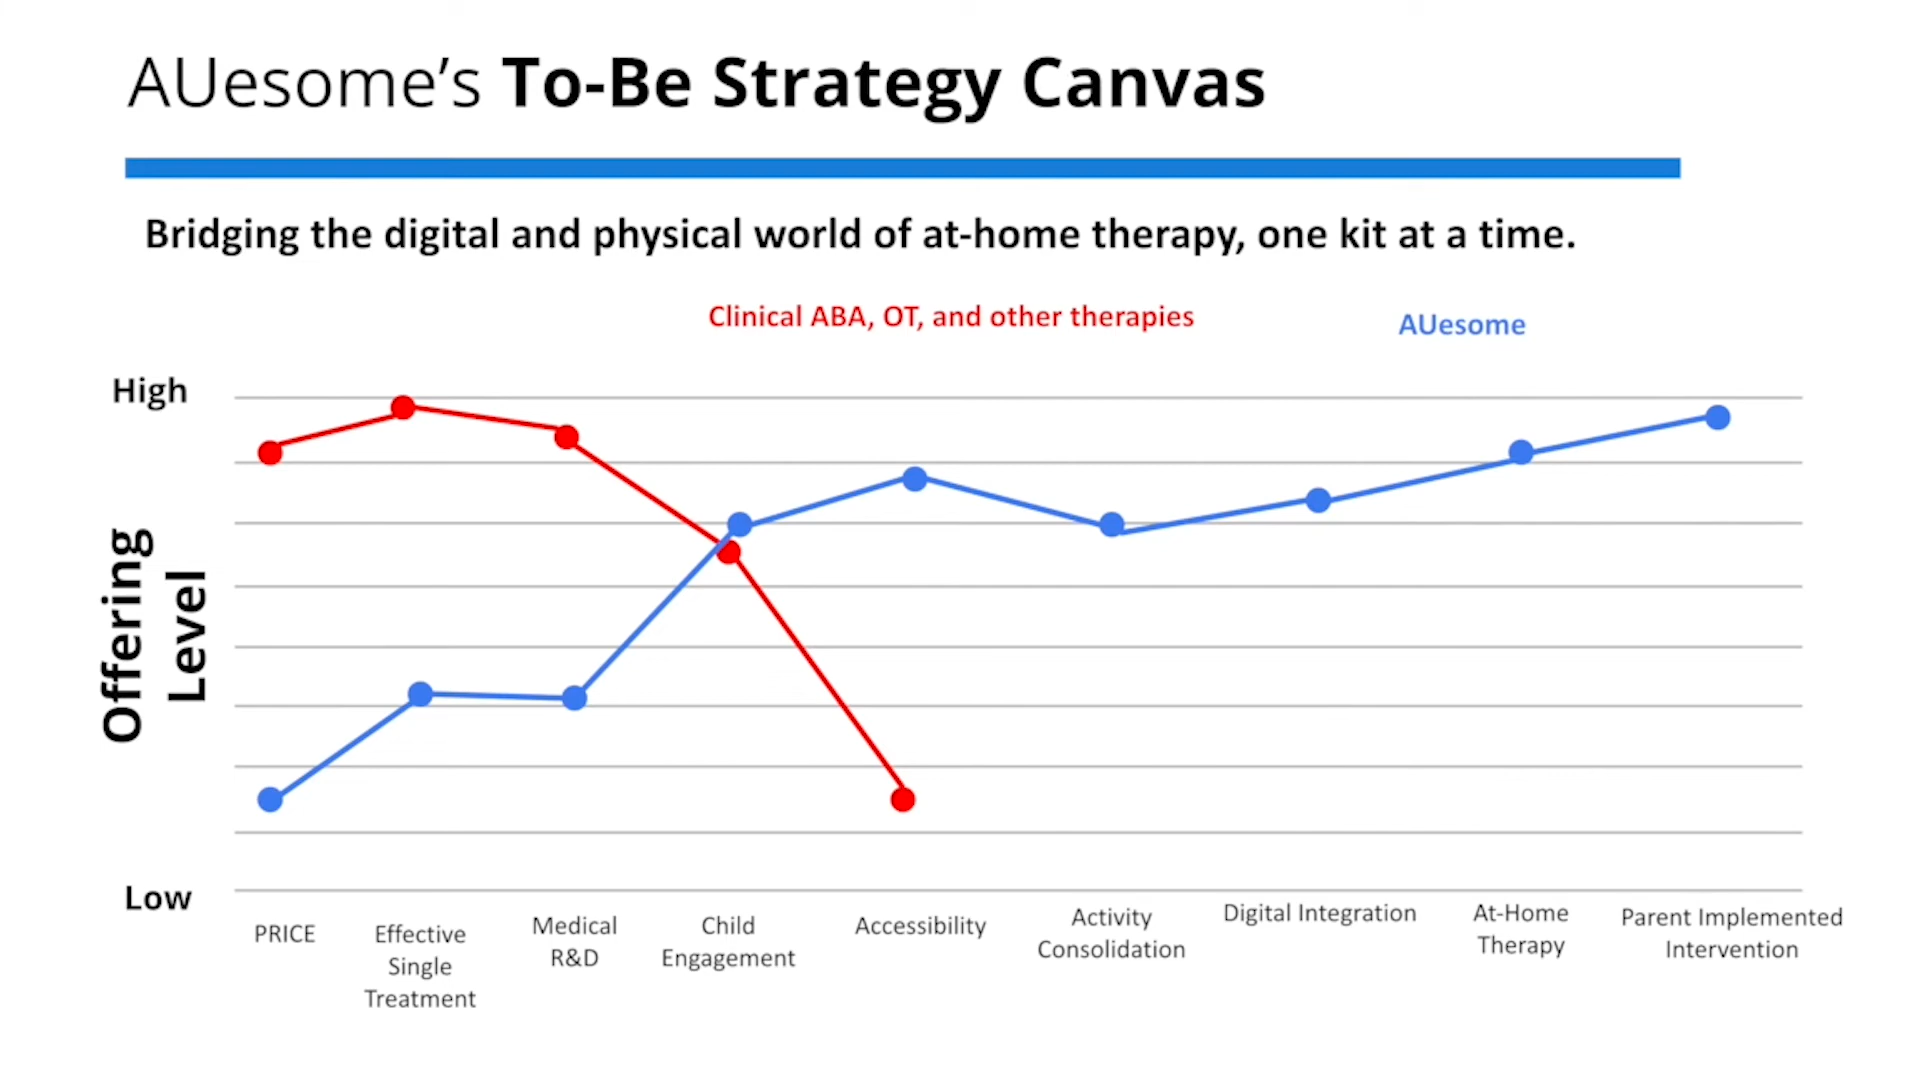 AUesome’s To-Be Strategy Canvas
Bridging the digital and physical world of at-home therapy, one kit at a time.
Clinical ABA, OT, and other therapies
AUesome
High
Offering
Level
Low
PRICE
Effective
Single
Treatment
Medical
R&D
Child
Engagement
Accessibility
Activity
Consolidation
Digital Integration
At-Home
Therapy
Parent Implemented
Intervention